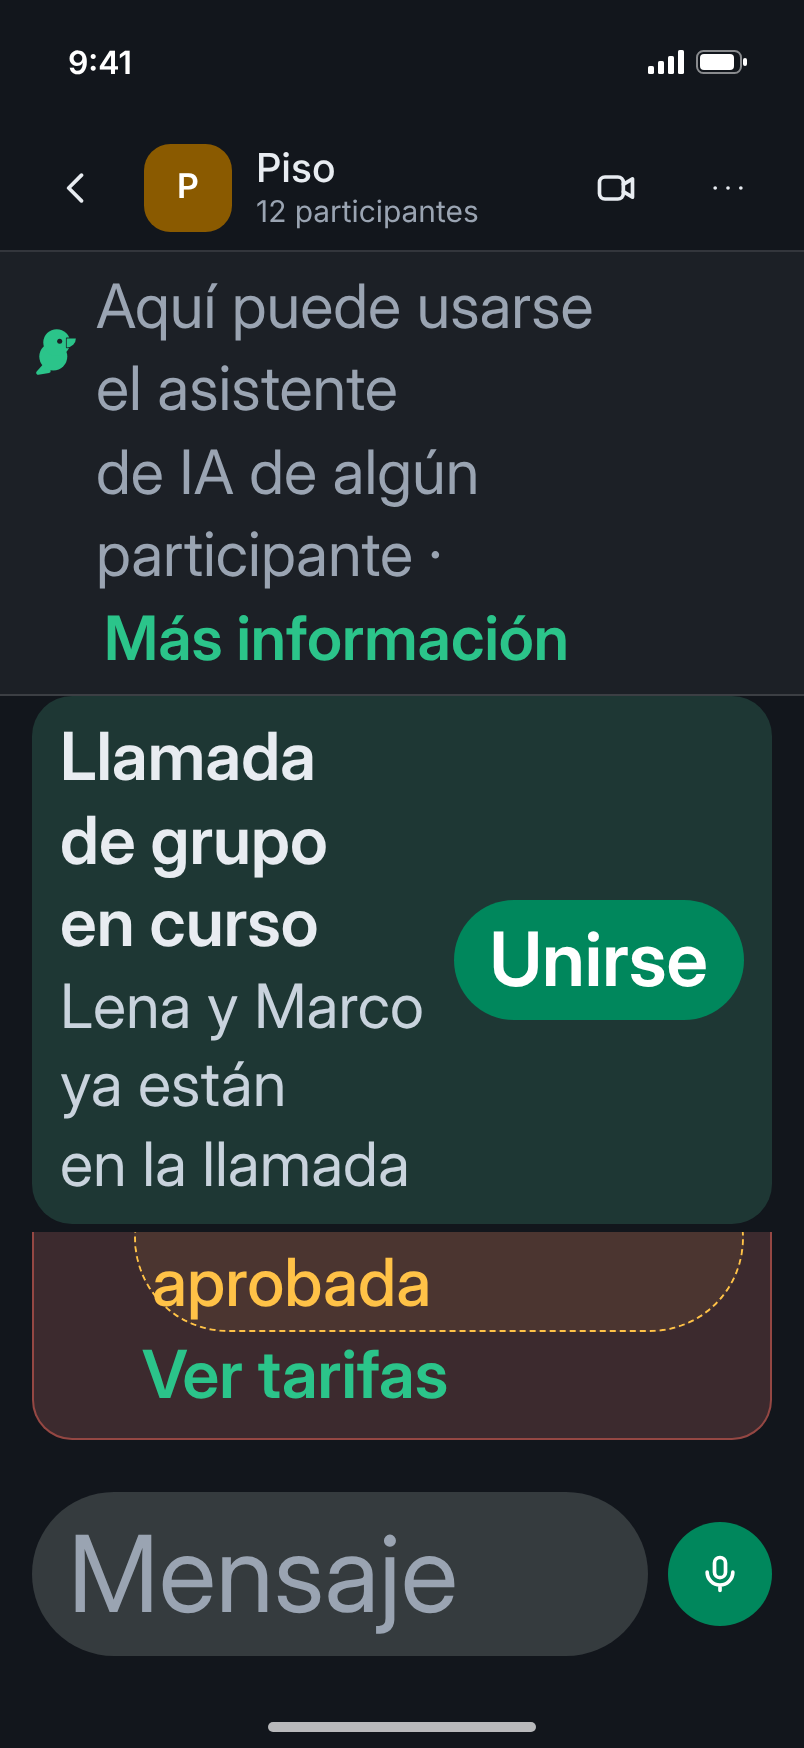 9:41
P
Piso
12 participantes
Aquí puede usarse
el asistente
de IA de algún
participante ·
Más información
Llamada
de grupo
en curso
Lena y Marco
ya están
en la llamada
Unirse
aprobada
Ver tarifas
Mensaje